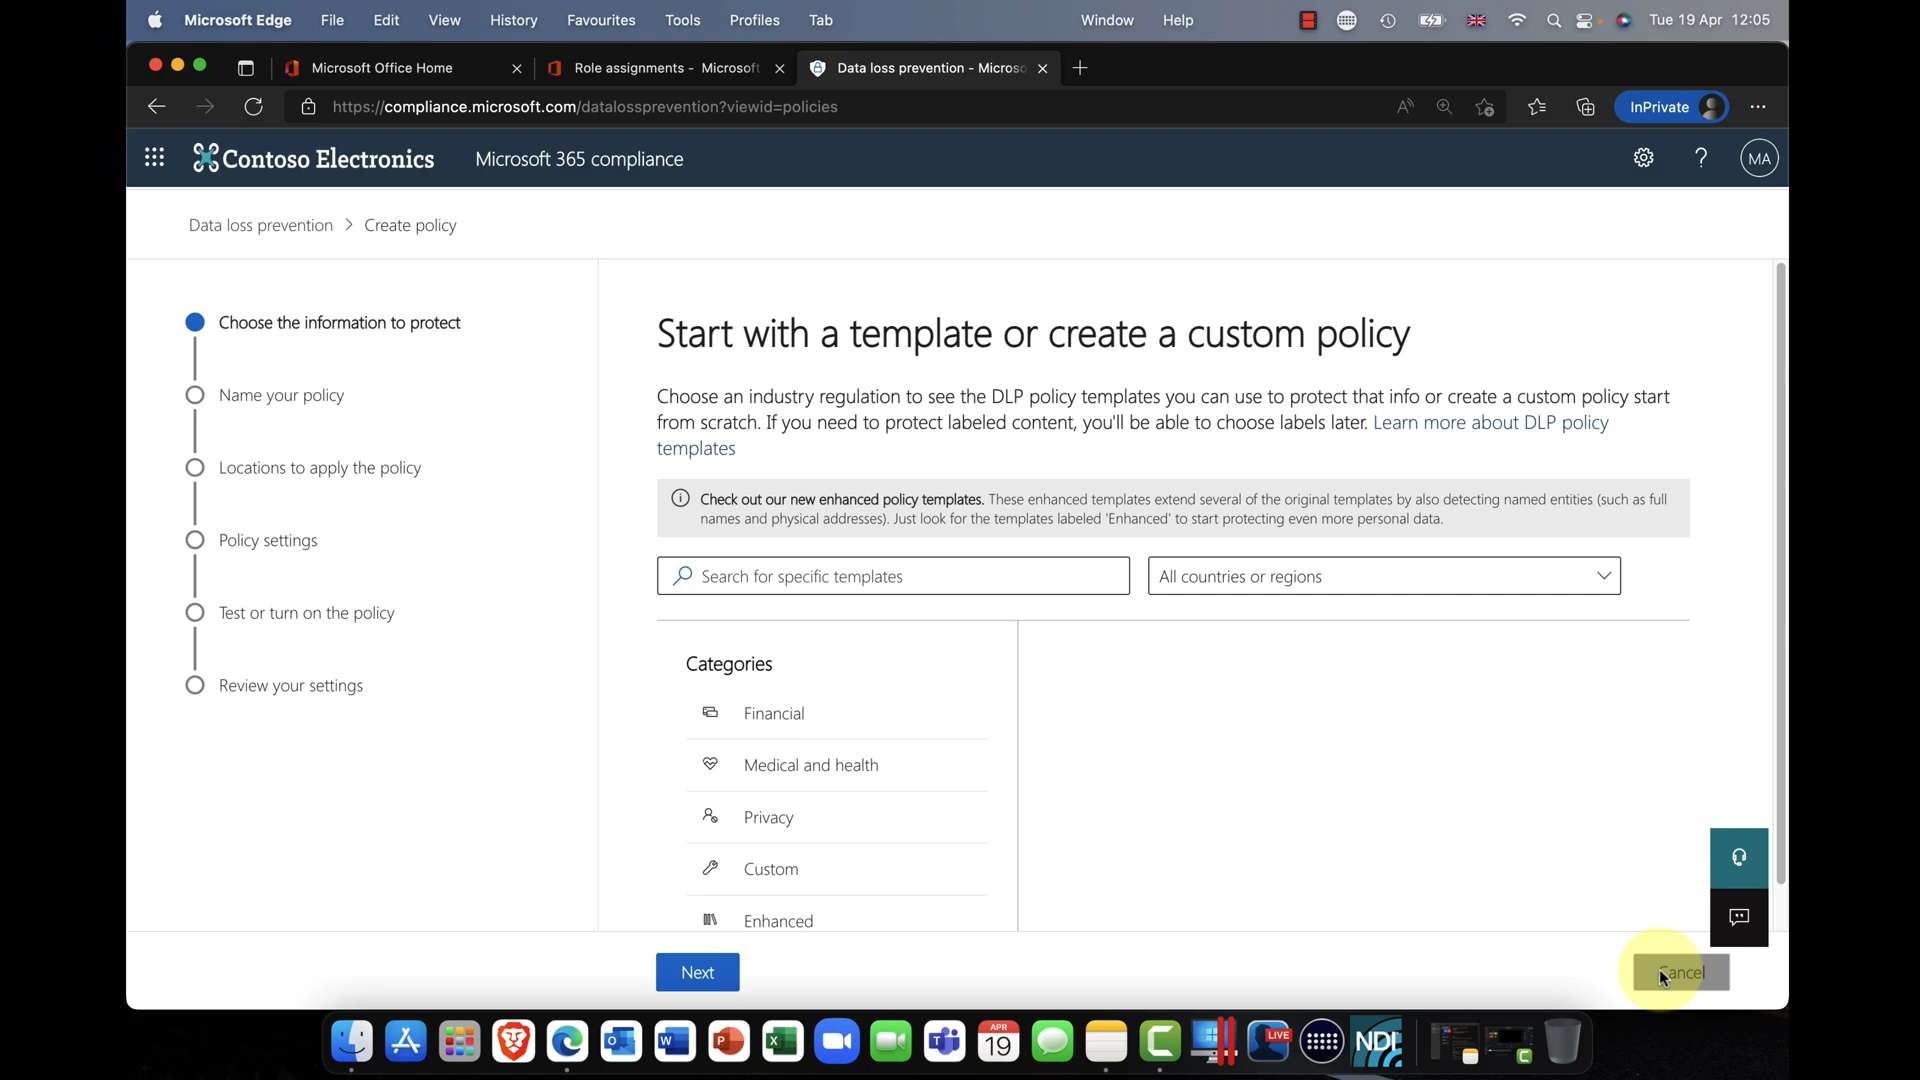 Microsoft Edge File Edit View History Favourites Tools Profiles Tab Window Help Tue 19 Apr 12:05
Microsoft Office Home
Role assignments - Microsoft
Data loss prevention - Microso
https://compliance.microsoft.com/datalossprevention?viewid=policies
InPrivate
Contoso Electronics
Microsoft 365 compliance
MA
Data loss prevention > Create policy
Choose the information to protect
Name your policy
Locations to apply the policy
Policy settings
Test or turn on the policy
Review your settings
Start with a template or create a custom policy
Choose an industry regulation to see the DLP policy templates you can use to protect that info or create a custom policy start
from scratch. If you need to protect labeled content, you'll be able to choose labels later. Learn more about DLP policy
templates
Check out our new enhanced policy templates. These enhanced templates extend several of the original templates by also detecting named entities (such as full
names and physical addresses). Just look for the templates labeled 'Enhanced' to start protecting even more personal data.
Search for specific templates
All countries or regions
Categories
Financial
Medical and health
Privacy
Custom
Enhanced
Next
Cancel
APR
19
LIVE
NDI